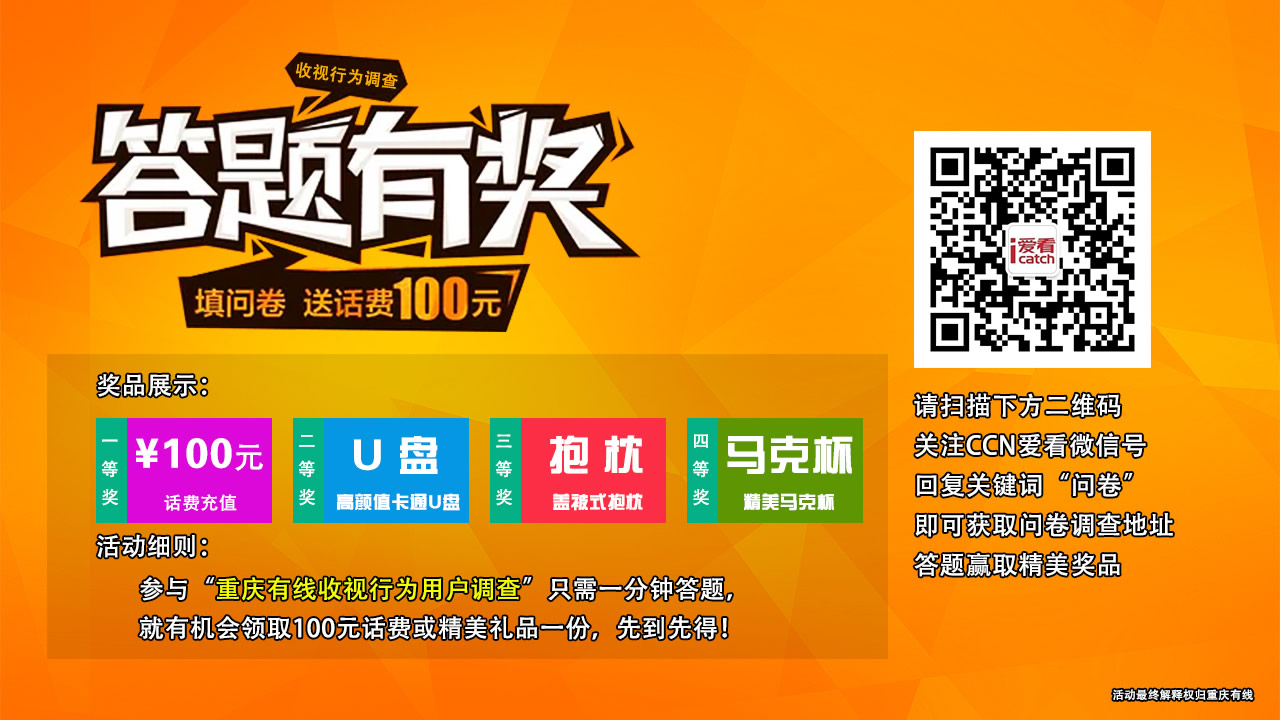 收视行为调查
答题有奖
填问卷 送话费100元
i爱看
catch
奖品展示：
一等奖
¥100元
话费充值
二等奖
U盘
高颜值卡通U盘
三等奖
抱枕
盖被式抱枕
四等奖
马克杯
精美马克杯
活动细则：
参与“重庆有线收视行为用户调查”只需一分钟答题，
就有机会领取100元话费或精美礼品一份，先到先得！
请扫描下方二维码
关注CCN爱看微信号
回复关键词“问卷”
即可获取问卷调查地址
答题赢取精美奖品
活动最终解释权归重庆有线